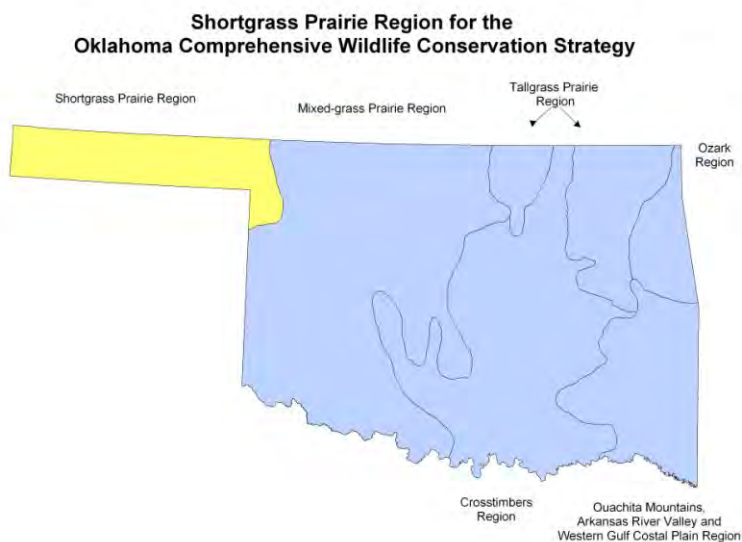 Shortgrass Prairie Region for the
Oklahoma Comprehensive Wildlife Conservation Strategy
Shortgrass Prairie Region
Mixed-grass Prairie Region
Tallgrass Prairie
Region
Ozark
Region
Crosstimbers
Region
Ouachita Mountains,
Arkansas River Valley and
Western Gulf Costal Plain Region